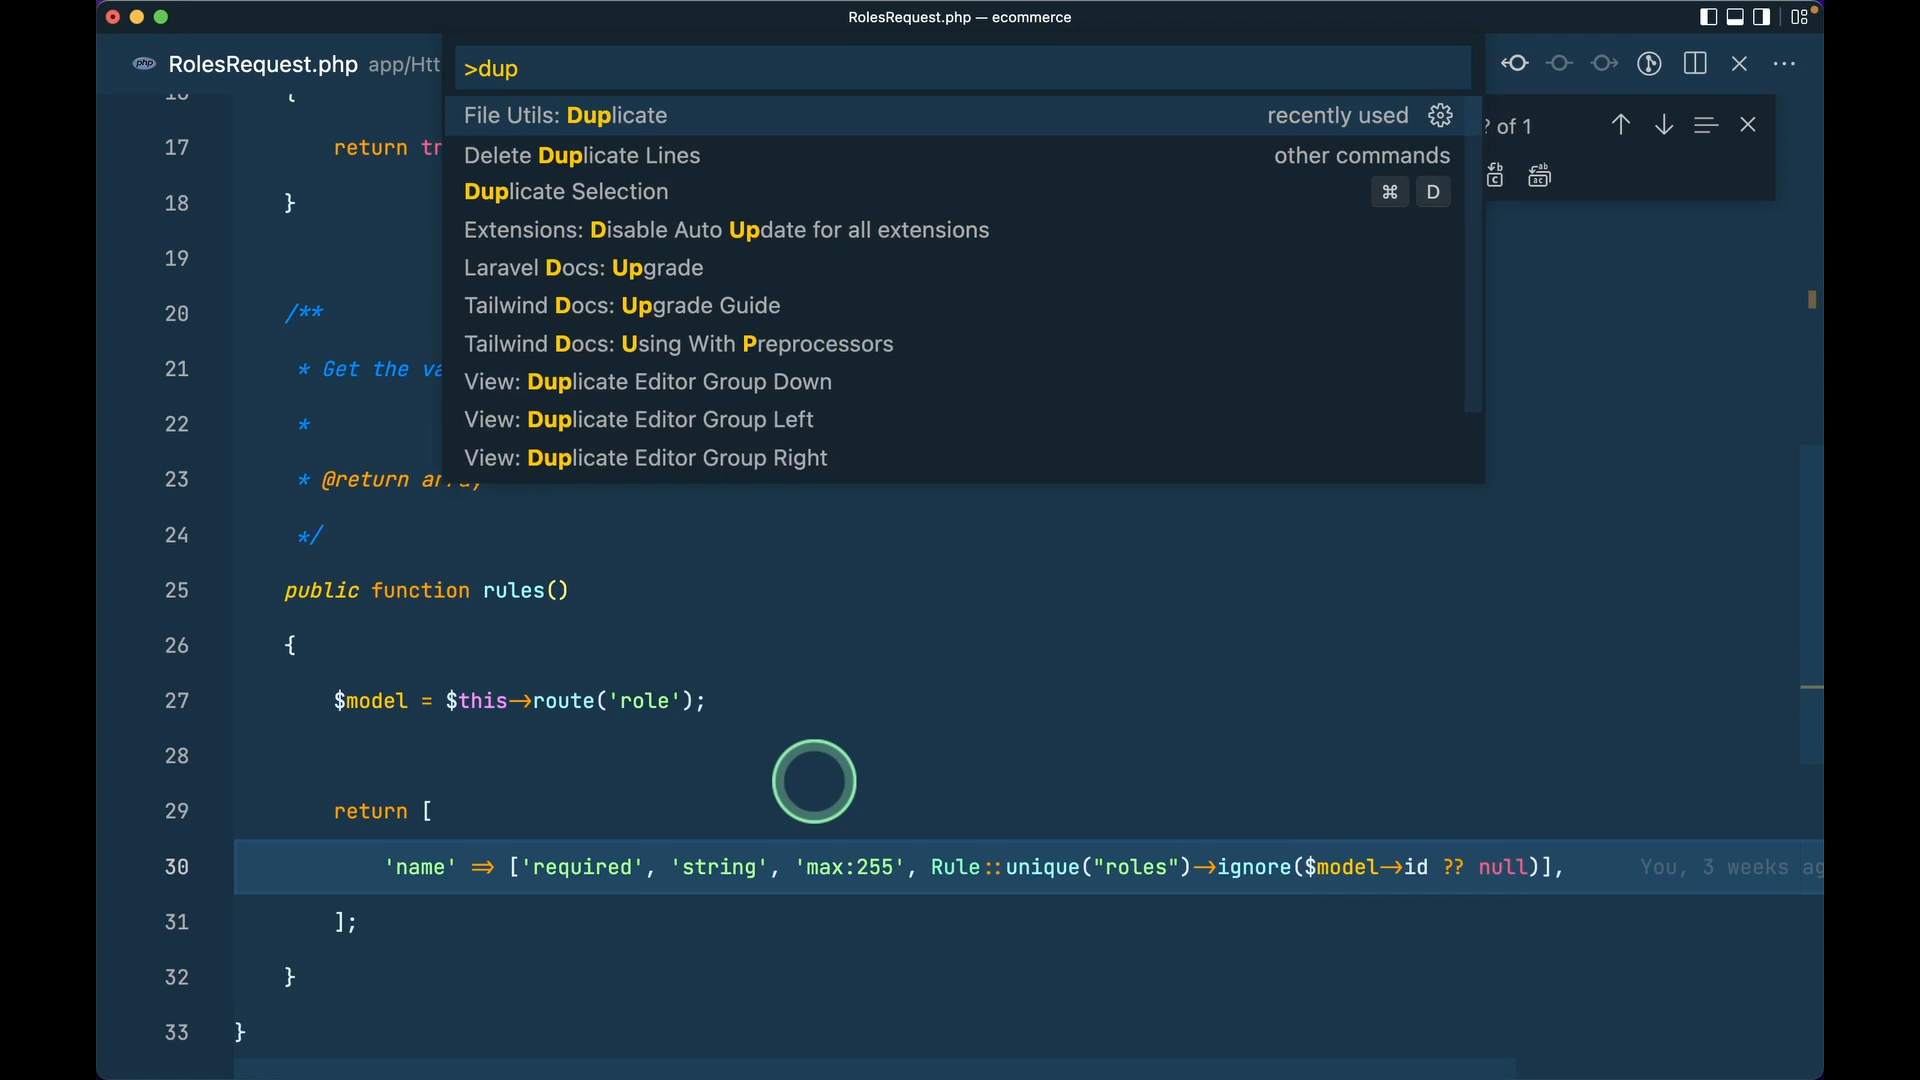 RolesRequest.php — ecommerce
php RolesRequest.php app/Htt
>dup
File Utils: Duplicate recently used
Delete Duplicate Lines other commands
Duplicate Selection ⌘ D
Extensions: Disable Auto Update for all extensions
Laravel Docs: Upgrade
Tailwind Docs: Upgrade Guide
Tailwind Docs: Using With Preprocessors
View: Duplicate Editor Group Down
View: Duplicate Editor Group Left
View: Duplicate Editor Group Right
? of 1
16 {
17 return tr
18 }
19
20 /**
21 * Get the va
22 *
23 * @return array
24 */
25 public function rules()
26 {
27 $model = $this->route('role');
28
29 return [
30 'name' => ['required', 'string', 'max:255', Rule::unique("roles")->ignore($model->id ?? null)], You, 3 weeks ag
31 ];
32 }
33 }